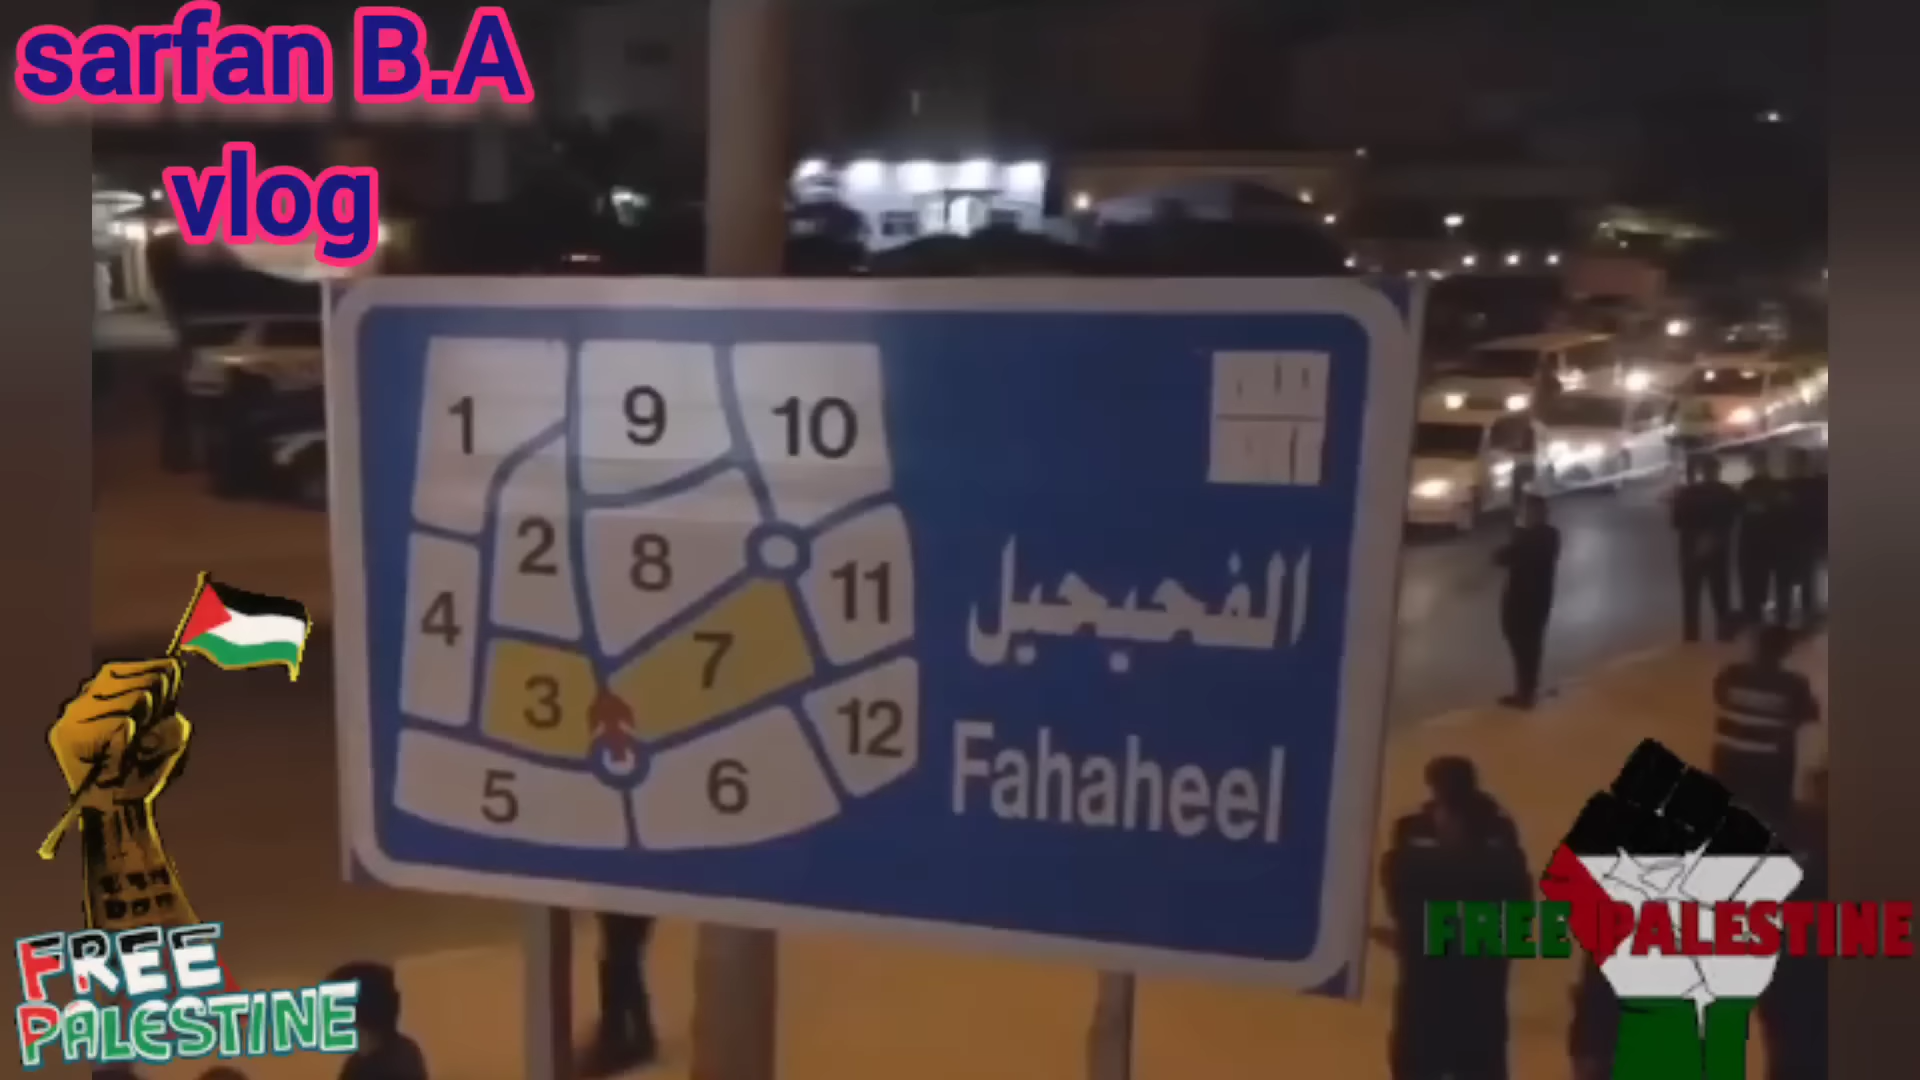 sarfan B.A
vlog
1
9
10
2
8
4
11
3
7
12
5
6
الفحيحيل
Fahaheel
FREE
PALESTINE
FREE PALESTINE